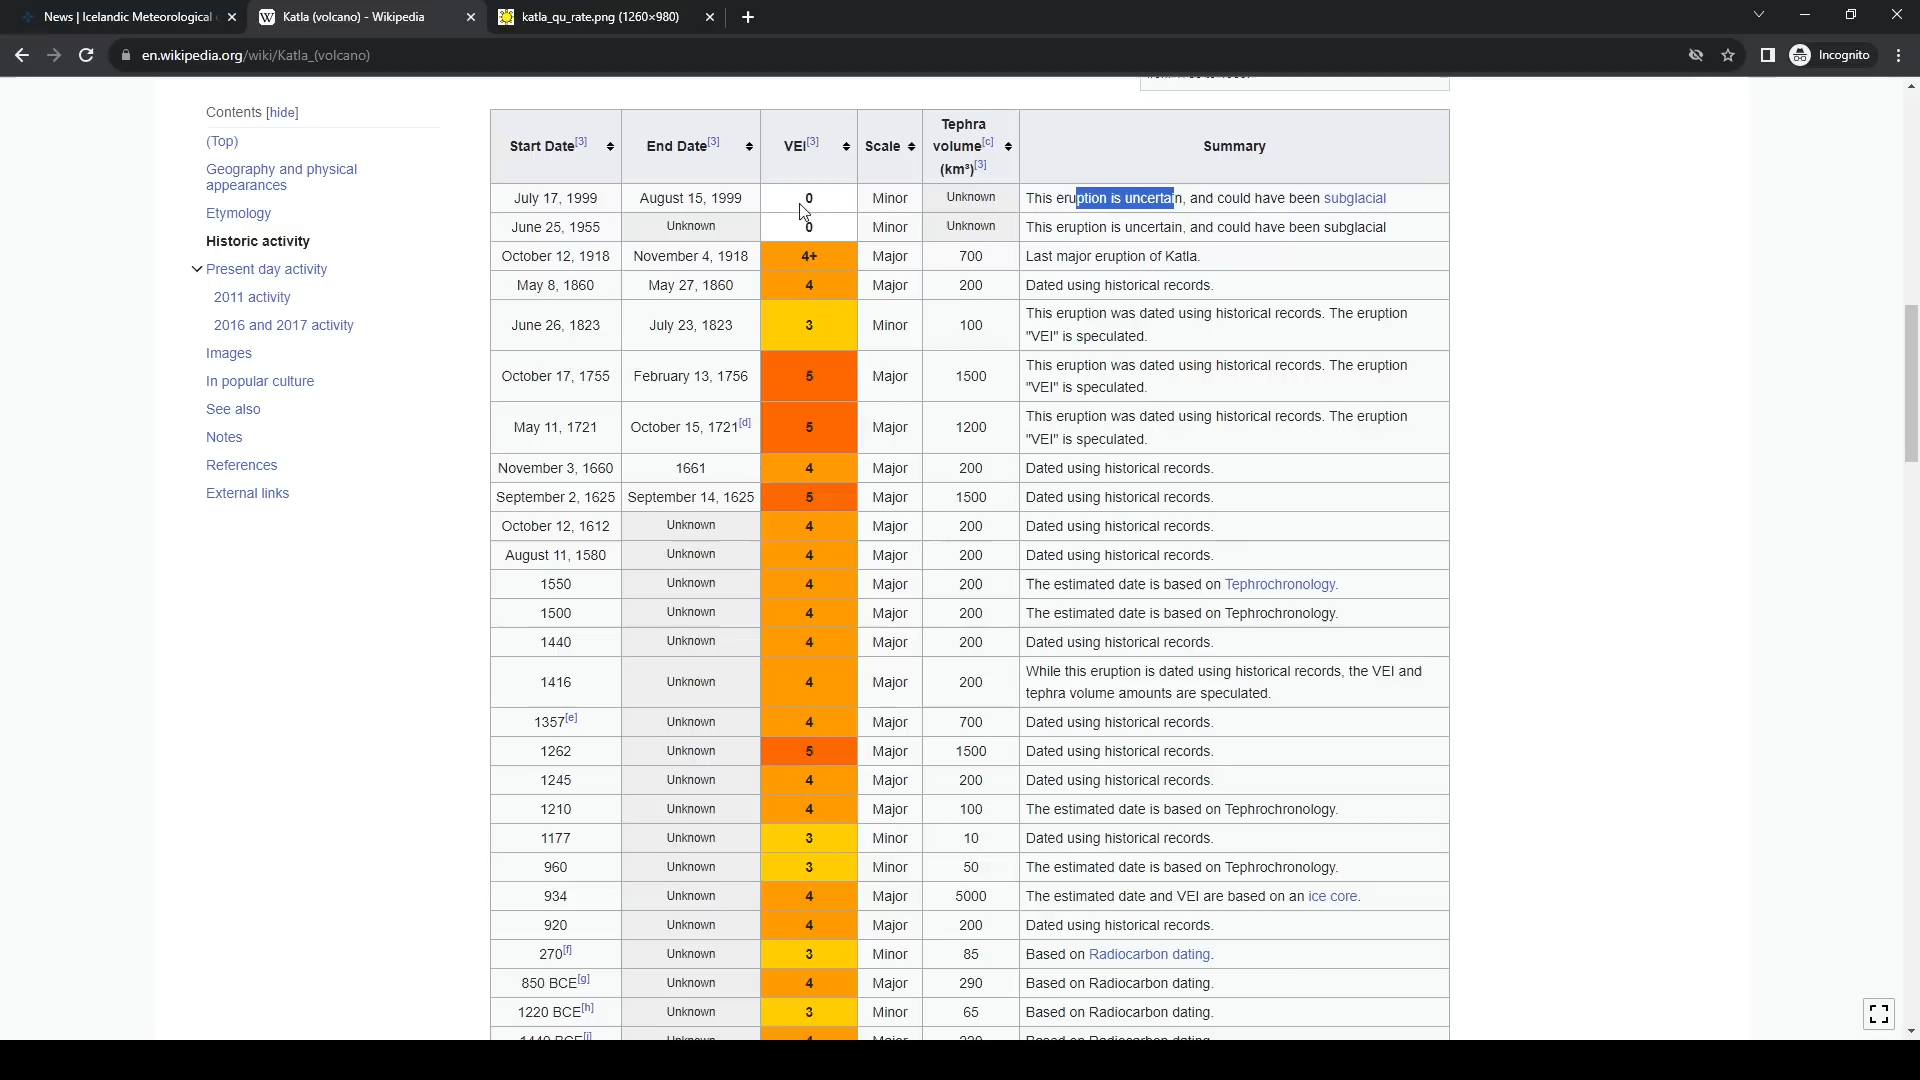 News | Icelandic Meteorological
Katla (volcano) - Wikipedia
katla_qu_rate.png (1260×980)
en.wikipedia.org/wiki/Katla_(volcano)
Incognito
Contents [hide]
(Top)
Geography and physical
appearances
Etymology
Historic activity
Present day activity
2011 activity
2016 and 2017 activity
Images
In popular culture
See also
Notes
References
External links
Start Date[3] End Date[3] VEI[3] Scale Tephra volume[c] (km³)[3] Summary
July 17, 1999 August 15, 1999 0 Minor Unknown This eruption is uncertain, and could have been subglacial
June 25, 1955 Unknown 0 Minor Unknown This eruption is uncertain, and could have been subglacial
October 12, 1918 November 4, 1918 4+ Major 700 Last major eruption of Katla.
May 8, 1860 May 27, 1860 4 Major 200 Dated using historical records.
June 26, 1823 July 23, 1823 3 Minor 100 This eruption was dated using historical records. The eruption
"VEI" is speculated.
October 17, 1755 February 13, 1756 5 Major 1500 This eruption was dated using historical records. The eruption
"VEI" is speculated.
May 11, 1721 October 15, 1721[d] 5 Major 1200 This eruption was dated using historical records. The eruption
"VEI" is speculated.
November 3, 1660 1661 4 Major 200 Dated using historical records.
September 2, 1625 September 14, 1625 5 Major 1500 Dated using historical records.
October 12, 1612 Unknown 4 Major 200 Dated using historical records.
August 11, 1580 Unknown 4 Major 200 Dated using historical records.
1550 Unknown 4 Major 200 The estimated date is based on Tephrochronology.
1500 Unknown 4 Major 200 The estimated date is based on Tephrochronology.
1440 Unknown 4 Major 200 Dated using historical records.
1416 Unknown 4 Major 200 While this eruption is dated using historical records, the VEI and
tephra volume amounts are speculated.
1357[e] Unknown 4 Major 700 Dated using historical records.
1262 Unknown 5 Major 1500 Dated using historical records.
1245 Unknown 4 Major 200 Dated using historical records.
1210 Unknown 4 Major 100 The estimated date is based on Tephrochronology.
1177 Unknown 3 Minor 10 Dated using historical records.
960 Unknown 3 Minor 50 The estimated date is based on Tephrochronology.
934 Unknown 4 Major 5000 The estimated date and VEI are based on an ice core.
920 Unknown 4 Major 200 Dated using historical records.
270[f] Unknown 3 Minor 85 Based on Radiocarbon dating.
850 BCE[g] Unknown 4 Major 290 Based on Radiocarbon dating.
1220 BCE[h] Unknown 3 Minor 65 Based on Radiocarbon dating.